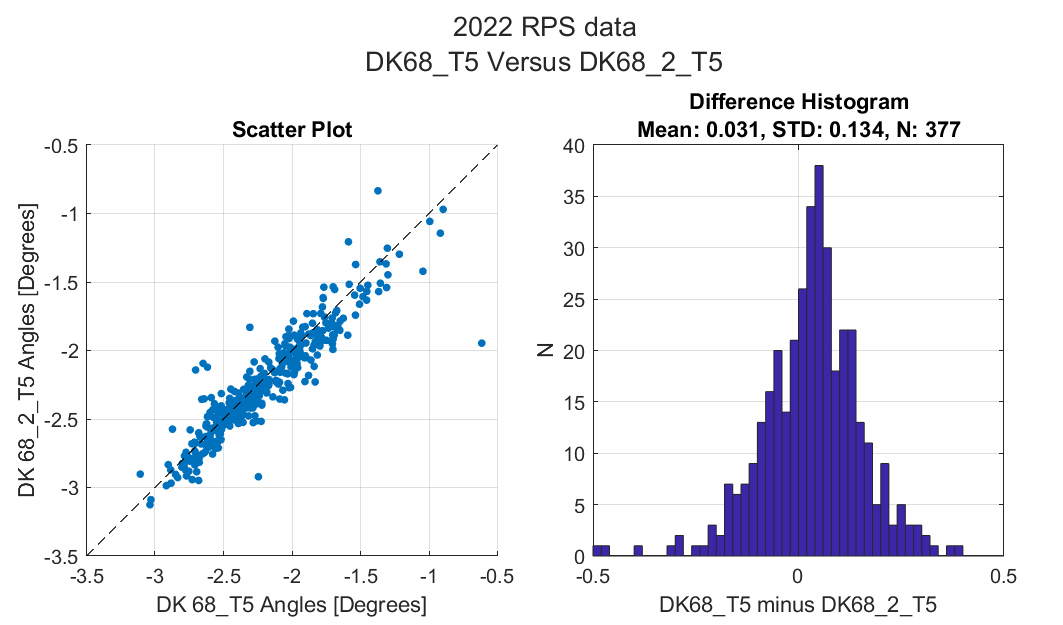 2022 RPS data
DK68_T5 Versus DK68_2_T5
Scatter Plot
-0.5
-1
-1.5
-2
-2.5
-3
-3.5
-3.5 -3 -2.5 -2 -1.5 -1 -0.5
DK 68_2_T5 Angles [Degrees]
DK 68_T5 Angles [Degrees]
Difference Histogram
Mean: 0.031, STD: 0.134, N: 377
40
35
30
25
20
15
10
5
0
-0.5 0 0.5
N
DK68_T5 minus DK68_2_T5